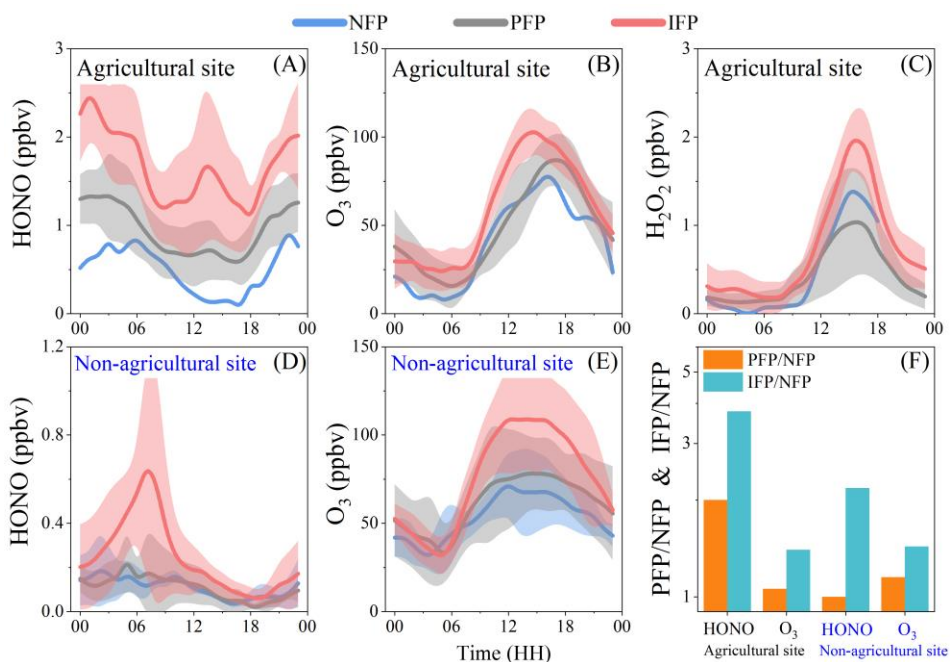 NFP PFP IFP
Agricultural site (A)
HONO (ppbv)
3
2
1
0
00 06 12 18 00
Agricultural site (B)
O₃ (ppbv)
150
100
50
0
00 06 12 18 00
Agricultural site (C)
H₂O₂ (ppbv)
3
2
1
0
00 06 12 18 00
Non-agricultural site (D)
HONO (ppbv)
1.2
0.8
0.4
0.0
00 06 12 18 00
Non-agricultural site (E)
O₃ (ppbv)
150
100
50
0
00 06 12 18 00
Time (HH)
PFP/NFP (F)
IFP/NFP
PFP/NFP & IFP/NFP
5
3
1
HONO O₃ HONO O₃
Agricultural site Non-agricultural site